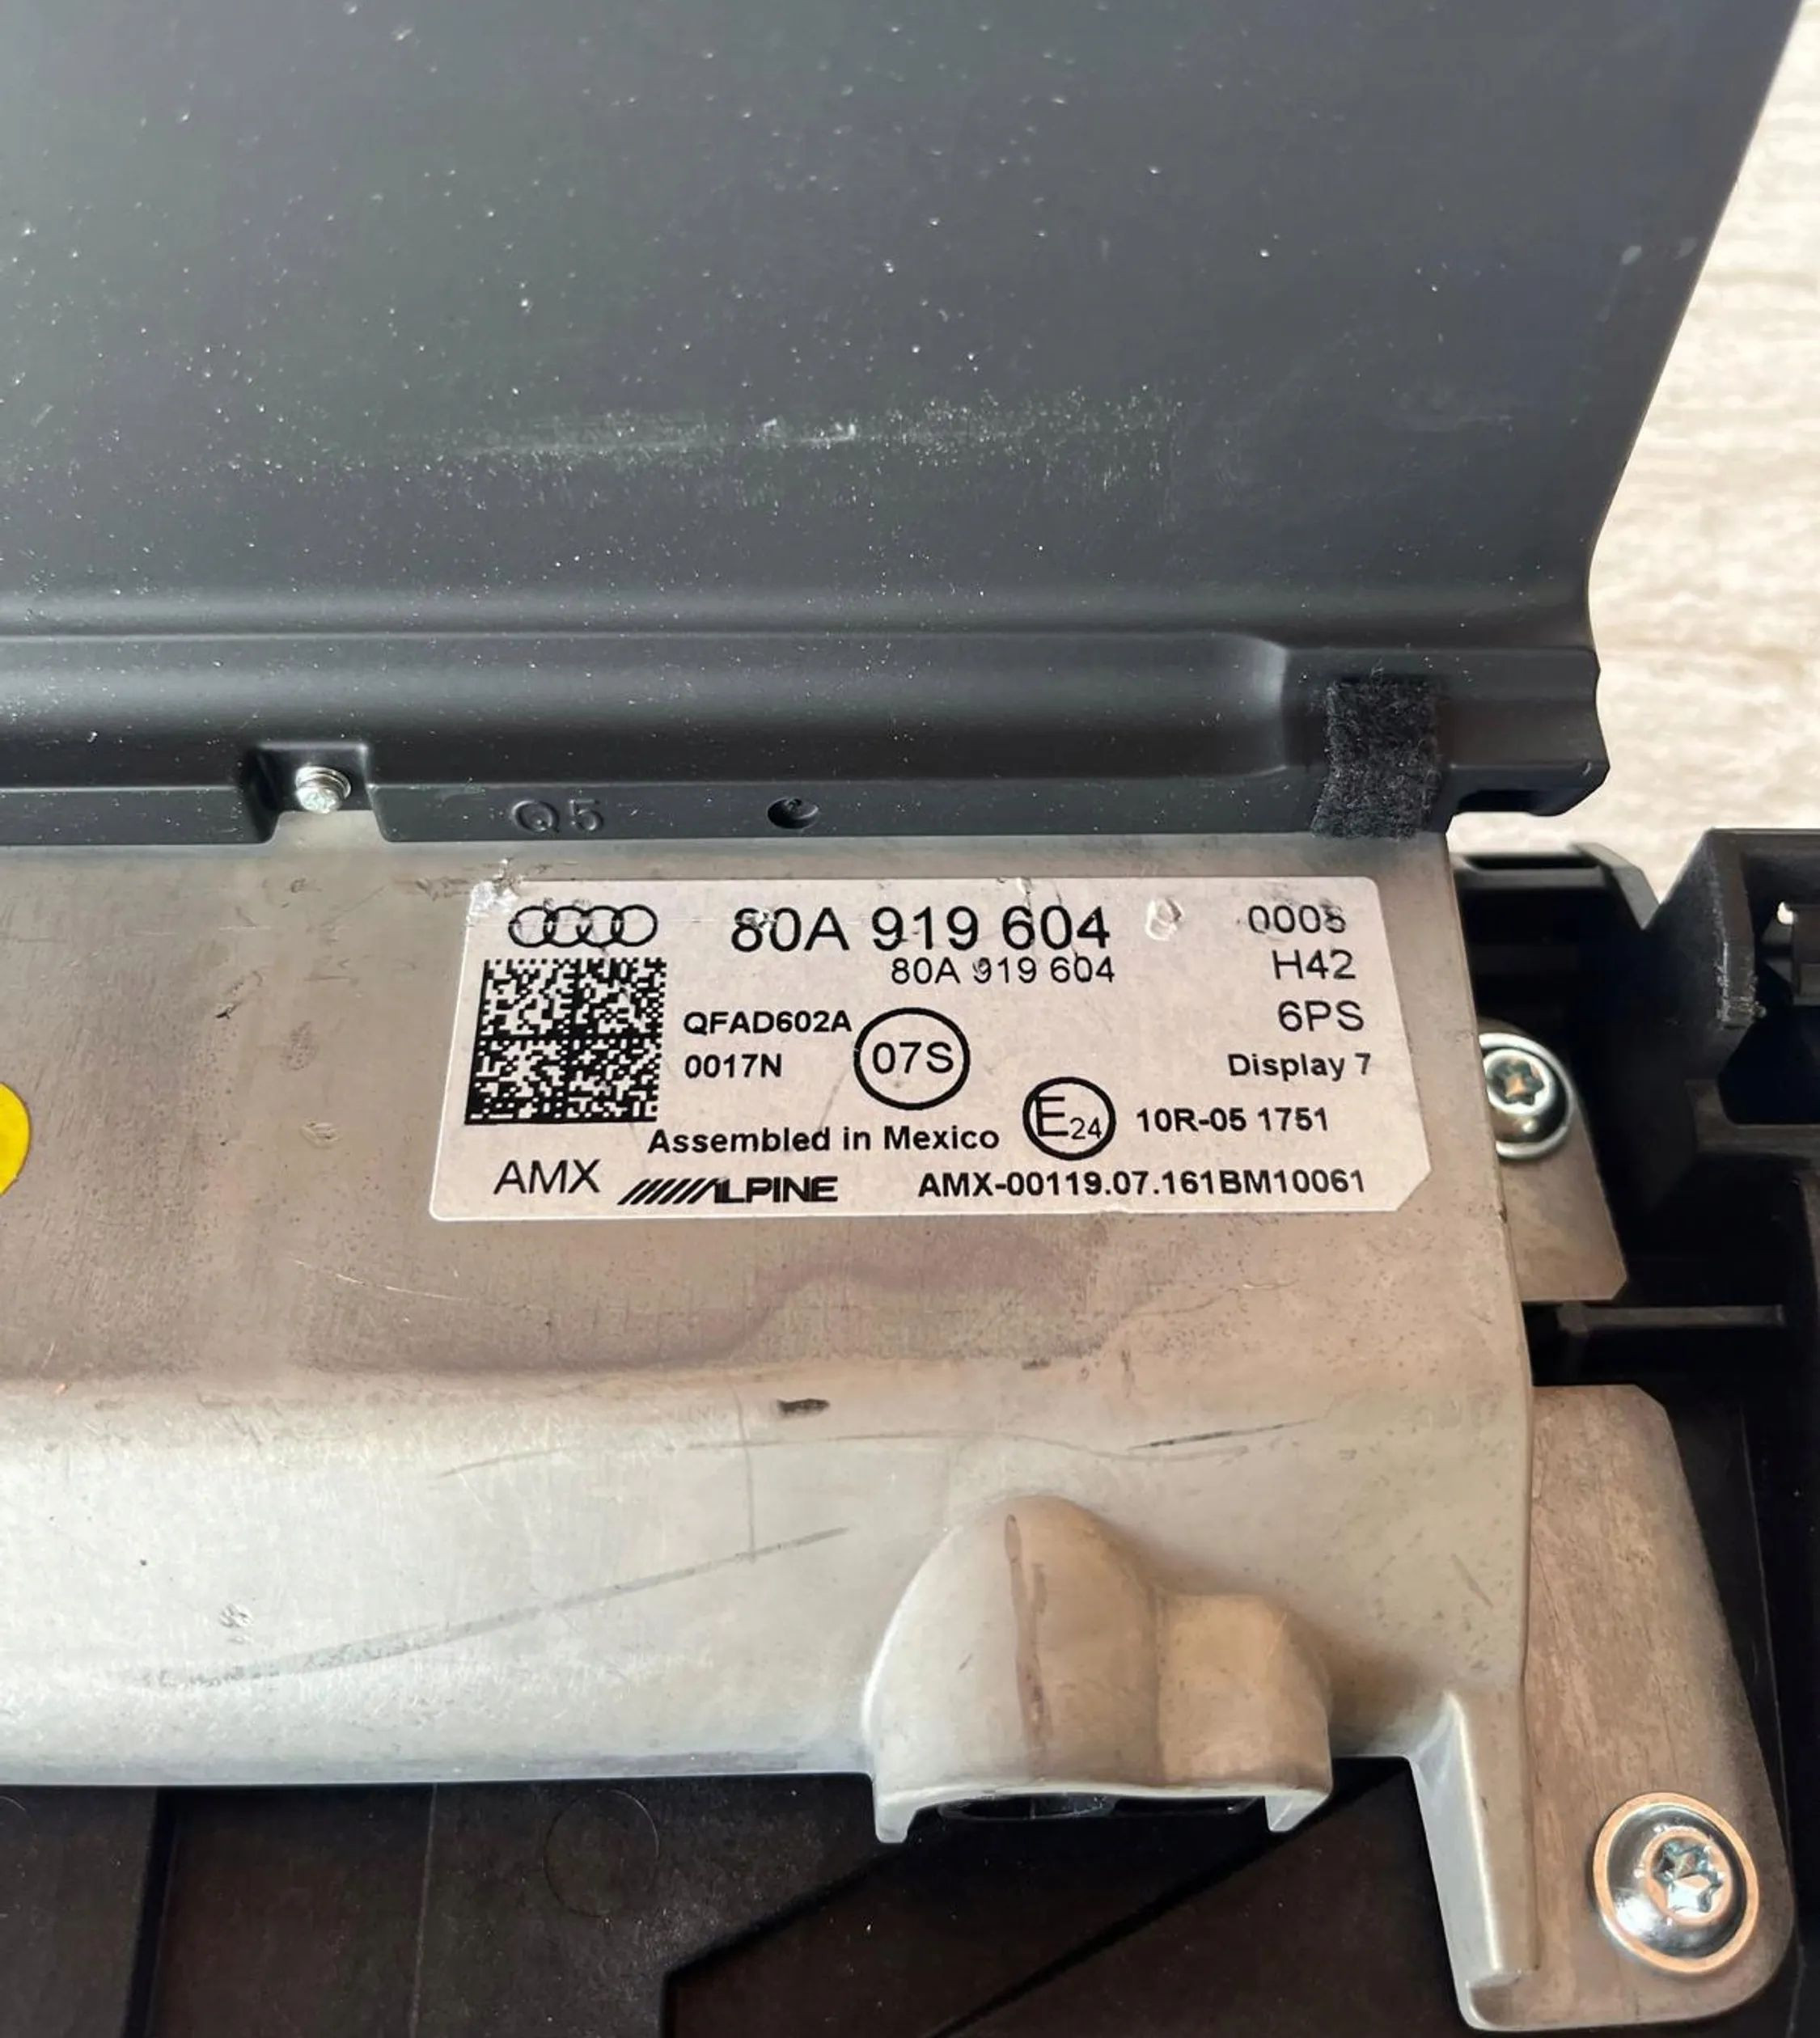 Q5
80A 919 604
0008
80A 919 604
H42
QFAD602A
6PS
0017N
07S
Display 7
E24
10R-05 1751
Assembled in Mexico
AMX
ALPINE
AMX-00119.07.161BM10061